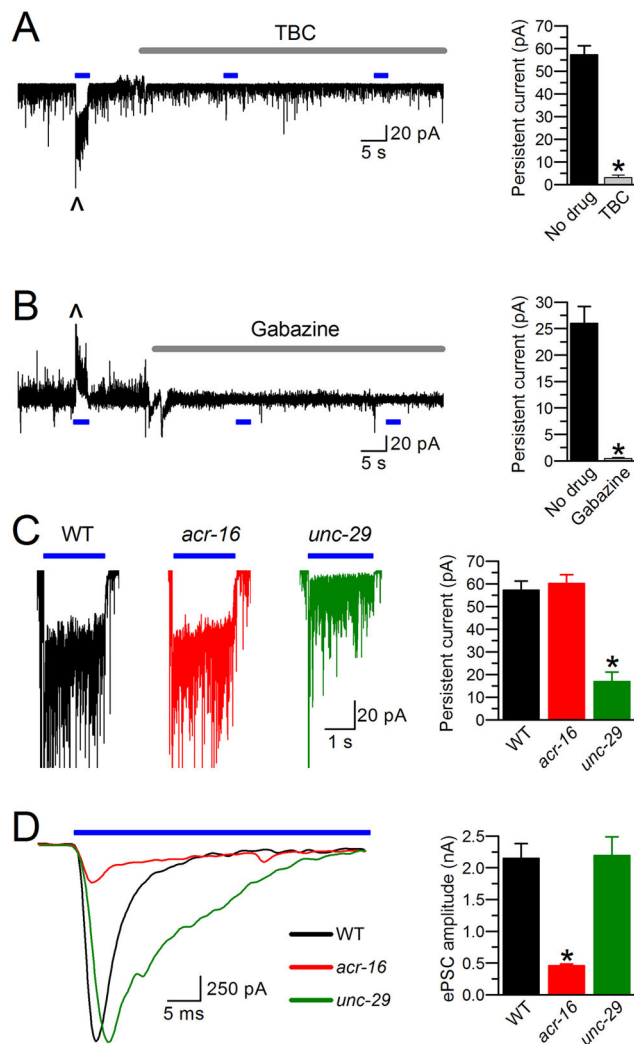 A
TBC
^
20 pA
5 s
Persistent current (pA)
70
60
50
40
30
20
10
0
*
No drug
TBC
B
^
Gabazine
20 pA
5 s
Persistent current (pA)
30
25
20
15
10
5
0
*
No drug
Gabazine
C
WT
acr-16
unc-29
20 pA
1 s
Persistent current (pA)
70
60
50
40
30
20
10
0
*
WT
acr-16
unc-29
D
WT
acr-16
unc-29
250 pA
5 ms
ePSC amplitude (nA)
2.5
2.0
1.5
1.0
0.5
0.0
*
WT
acr-16
unc-29